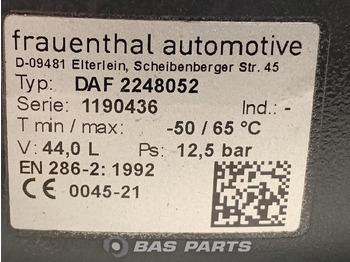 frauenthal automotive
D-09481 Elterlein, Scheibenberger Str. 45
Typ: DAF 2248052
Serie: 1190436 Ind.: -
T min / max: -50 / 65 °C
V: 44,0 L Ps: 12,5 bar
EN 286-2: 1992
CE 0045-21
BAS PARTS